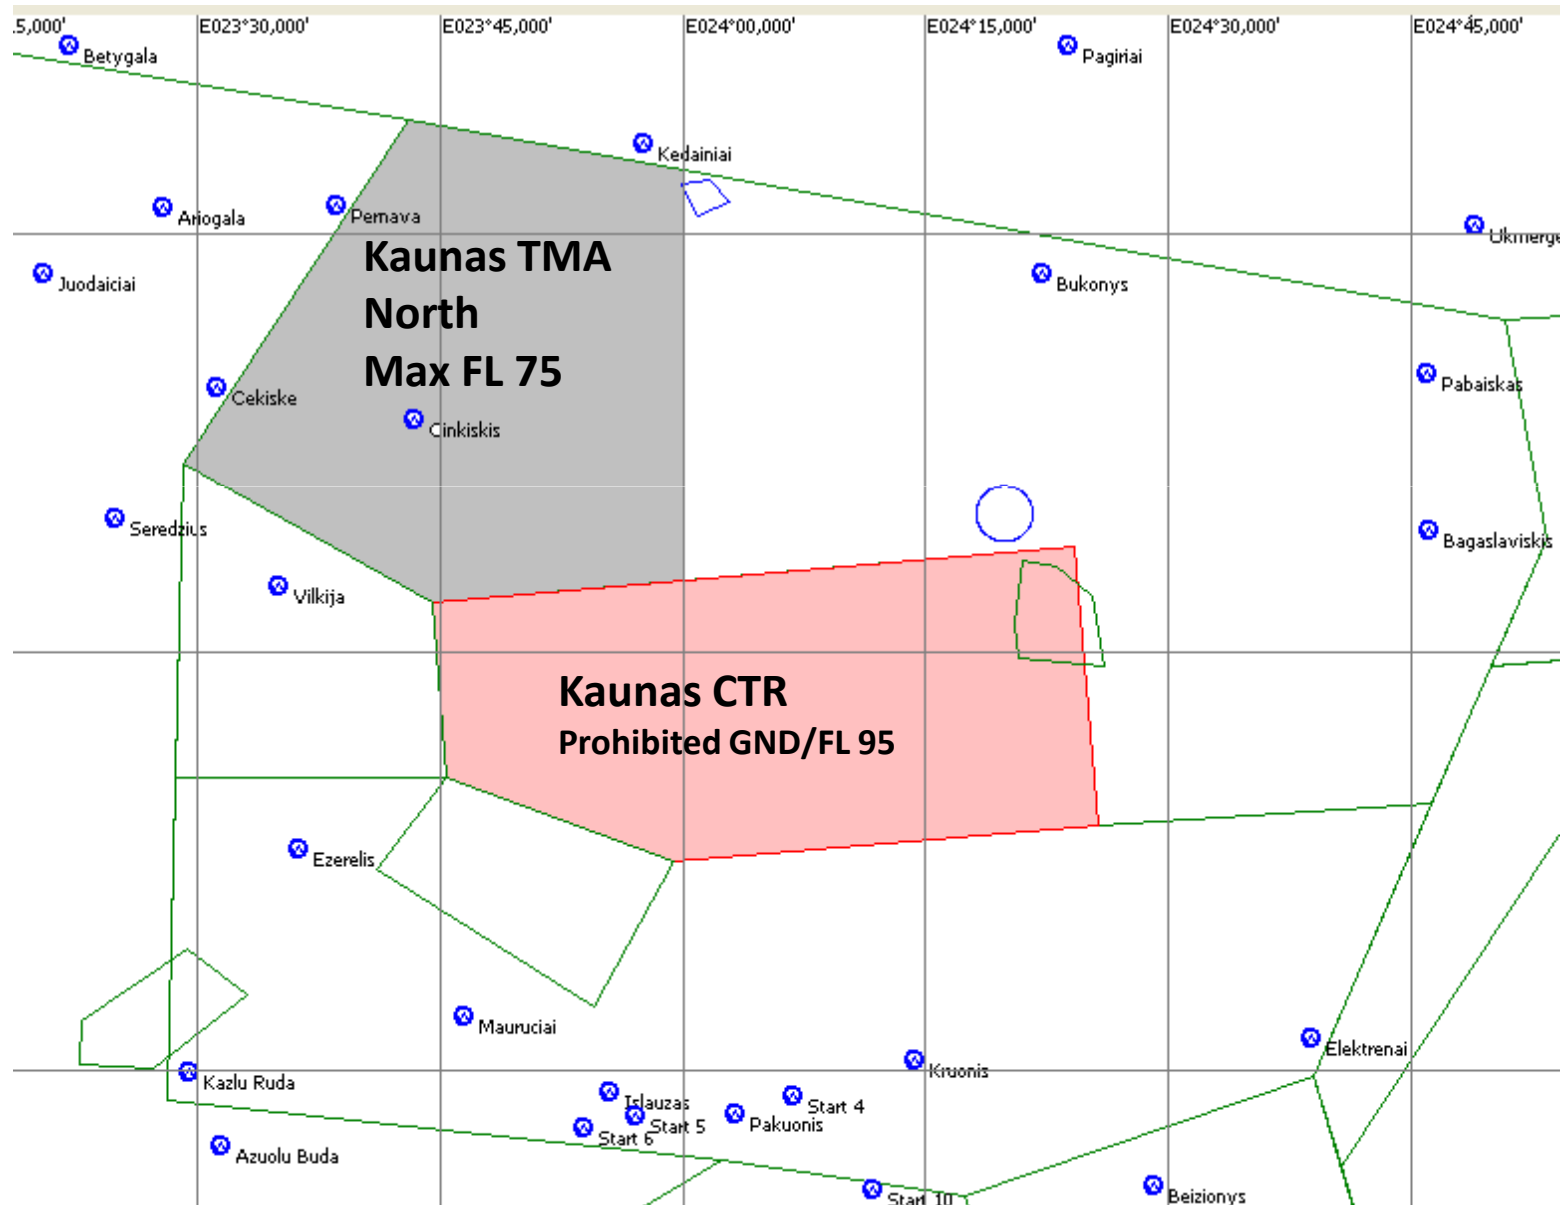 .5,000'
E023°30,000'
E023°45,000'
E024°00,000'
E024°15,000'
E024°30,000'
E024°45,000'
Betygala
Pagiriai
Kedainiai
Ariogala
Pernava
Ukmerge
Juodaiciai
Bukonys
Kaunas TMA
North
Max FL 75
Cekiske
Pabaiskas
Cinkiskis
Seredzius
Bagaslaviskis
Vilkija
Kaunas CTR
Prohibited GND/FL 95
Ezerelis
Mauruciai
Elektrenai
Kruonis
Kazlu Ruda
Islauzas
Start 4
Start 5
Pakuonis
Start 6
Azuolu Buda
Start 10
Beizionys